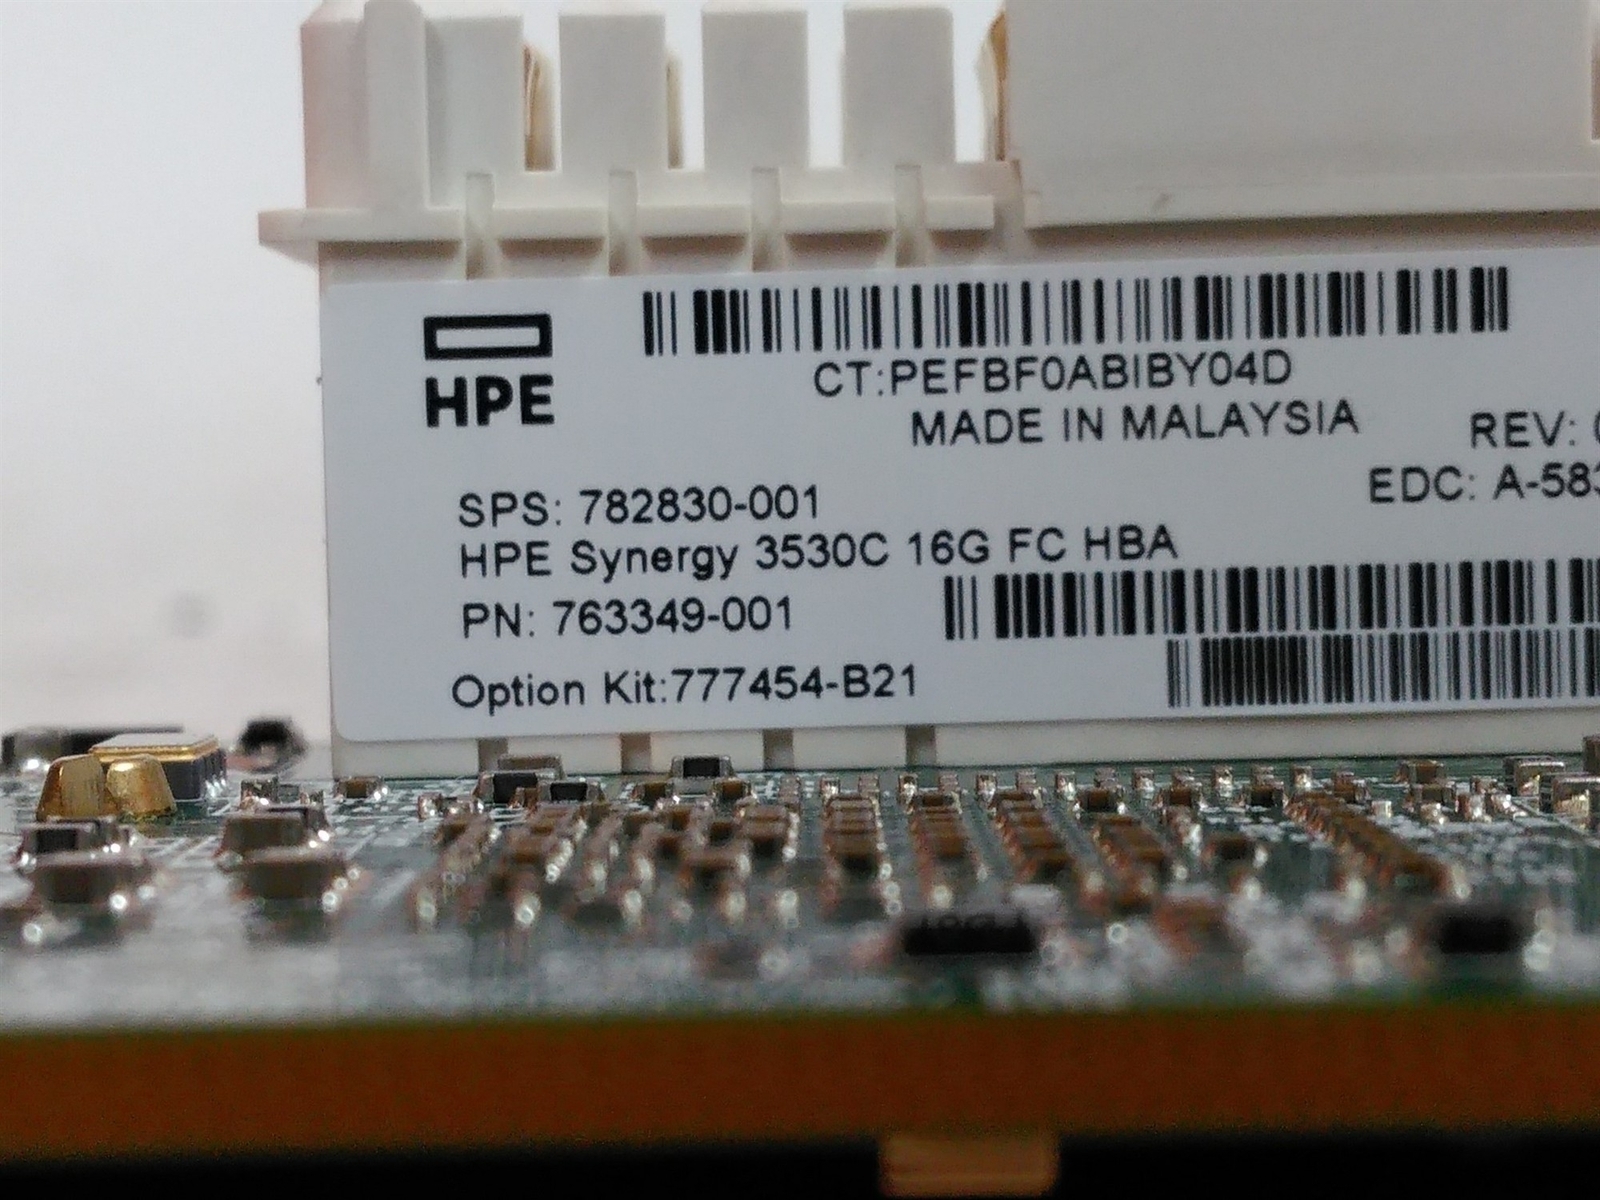 HPE
CT:PEFBF0ABIBY04D
MADE IN MALAYSIA
REV:
EDC: A-583
SPS: 782830-001
HPE Synergy 3530C 16G FC HBA
PN: 763349-001
Option Kit:777454-B21